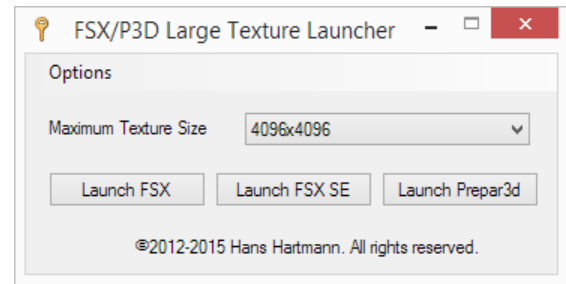 FSX/P3D Large Texture Launcher
Options
Maximum Texture Size 4096x4096
Launch FSX Launch FSX SE Launch Prepar3d
©2012-2015 Hans Hartmann. All rights reserved.